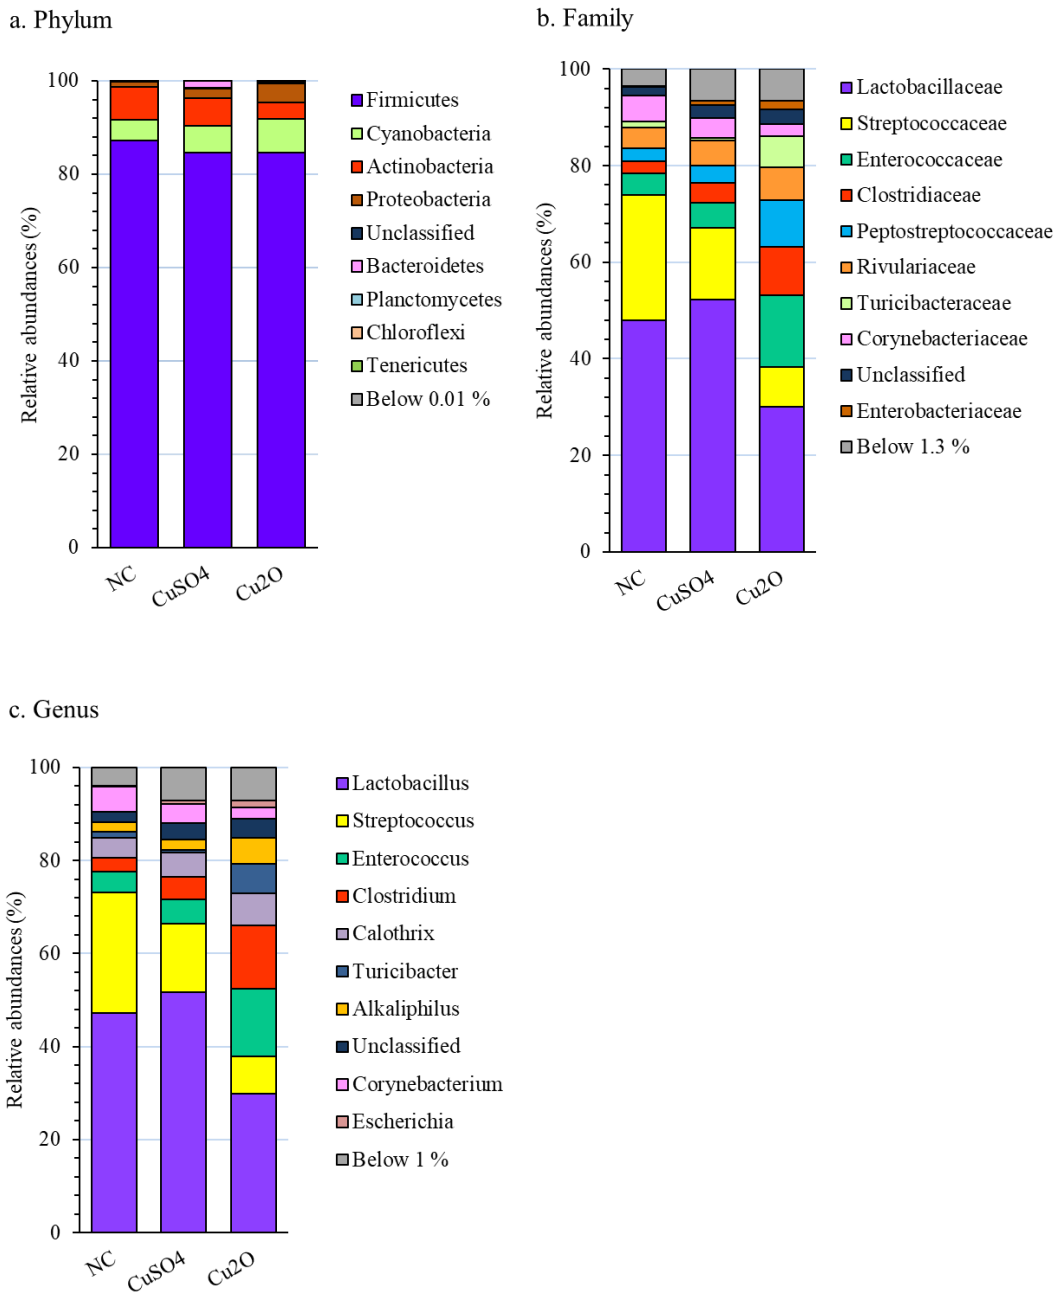 a. Phylum
Relative abundances (%)
100
80
60
40
20
0
NC
CuSO4
Cu2O
Firmicutes
Cyanobacteria
Actinobacteria
Proteobacteria
Unclassified
Bacteroidetes
Planctomycetes
Chloroflexi
Tenericutes
Below 0.01 %
b. Family
Relative abundances (%)
100
80
60
40
20
0
NC
CuSO4
Cu2O
Lactobacillaceae
Streptococcaceae
Enterococcaceae
Clostridiaceae
Peptostreptococcaceae
Rivulariaceae
Turicibacteraceae
Corynebacteriaceae
Unclassified
Enterobacteriaceae
Below 1.3 %
c. Genus
Relative abundances (%)
100
80
60
40
20
0
NC
CuSO4
Cu2O
Lactobacillus
Streptococcus
Enterococcus
Clostridium
Calothrix
Turicibacter
Alkaliphilus
Unclassified
Corynebacterium
Escherichia
Below 1 %